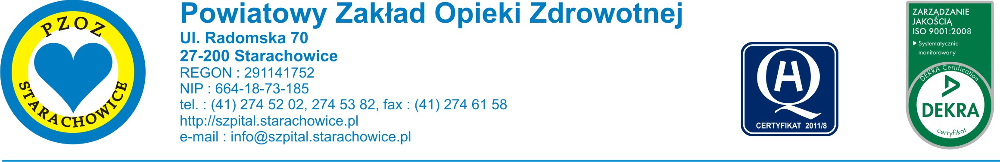 PZOZ
STARACHOWICE
Powiatowy Zakład Opieki Zdrowotnej
Ul. Radomska 70
27-200 Starachowice
REGON : 291141752
NIP : 664-18-73-185
tel. : (41) 274 52 02, 274 53 82, fax : (41) 274 61 58
http://szpital.starachowice.pl
e-mail : info@szpital.starachowice.pl
QH
CERTYFIKAT 2011/8
ZARZĄDZANIE
JAKOŚCIĄ
ISO 9001:2008
Systematycznie
monitorowany
DEKRA Certification
DEKRA
certyfikat